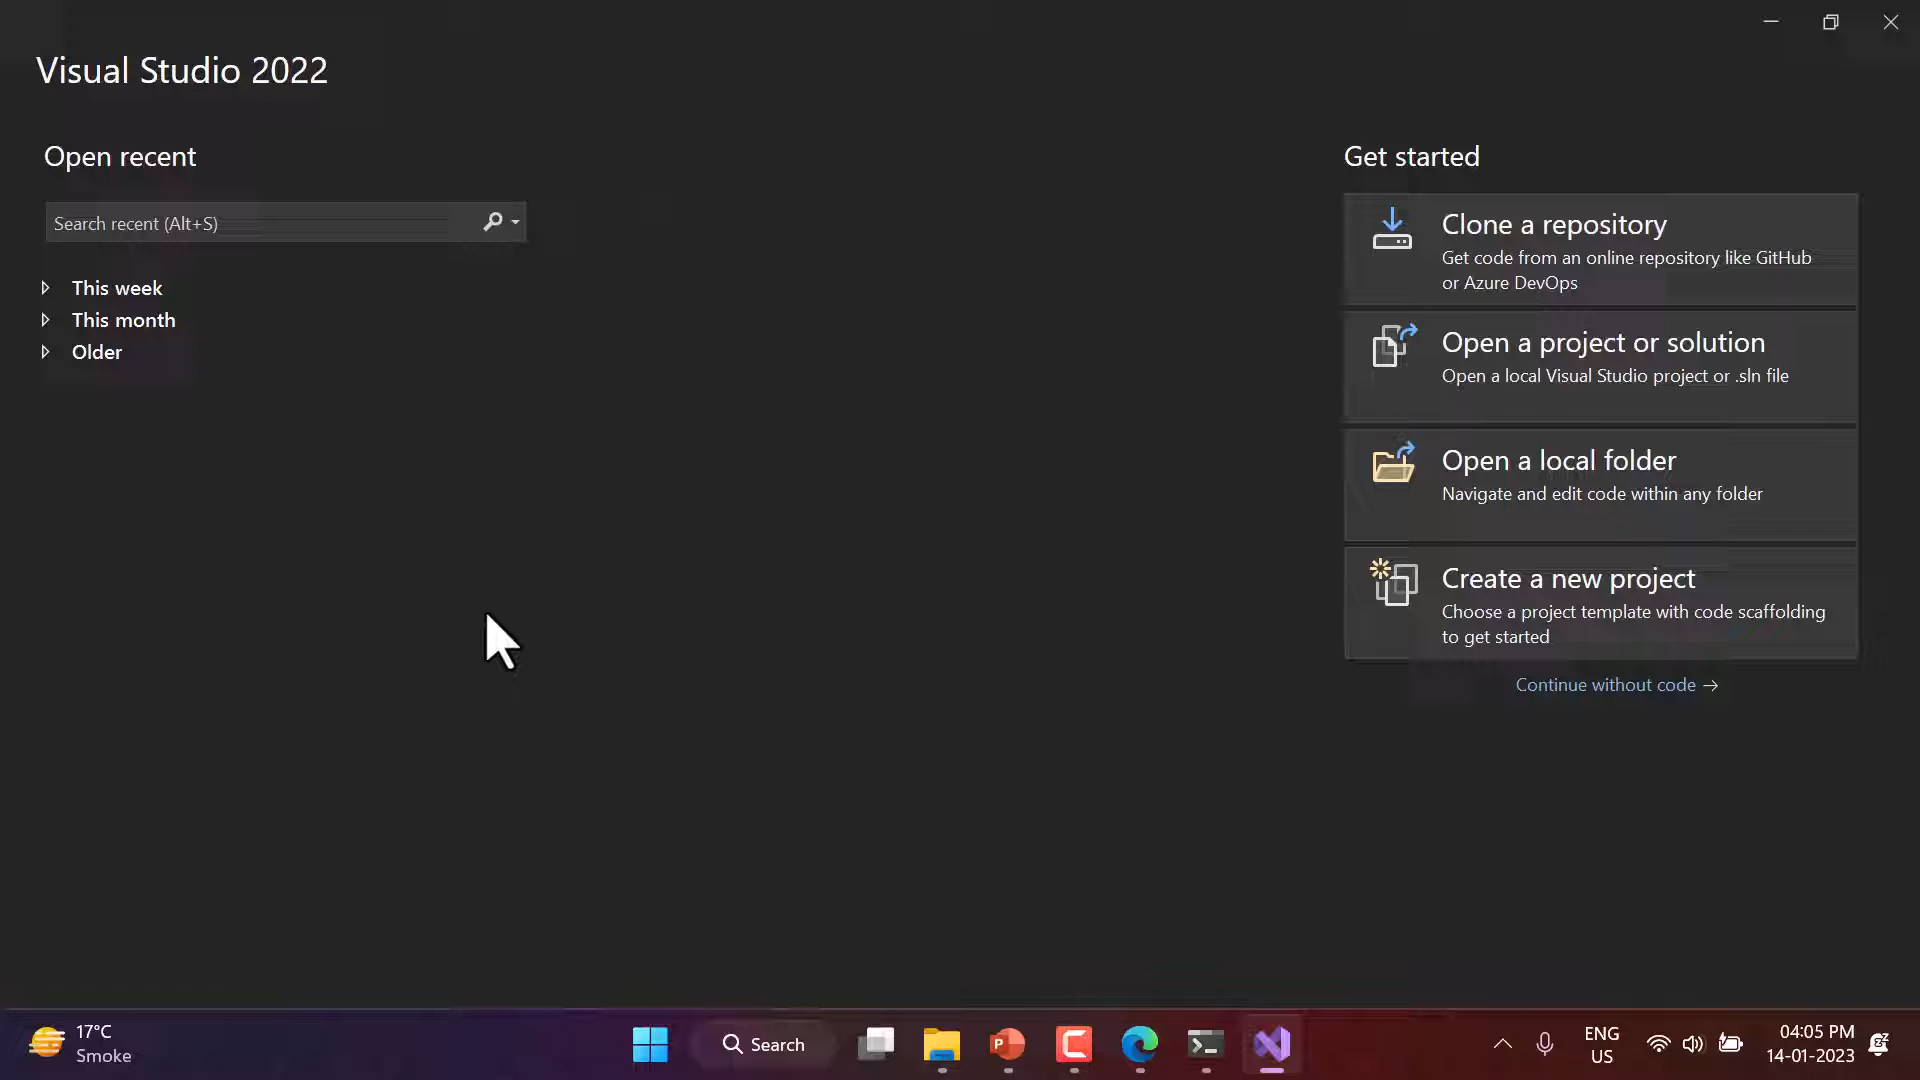 Visual Studio 2022
Open recent
Search recent (Alt+S)
This week
This month
Older
Get started
Clone a repository
Get code from an online repository like GitHub
or Azure DevOps
Open a project or solution
Open a local Visual Studio project or .sln file
Open a local folder
Navigate and edit code within any folder
Create a new project
Choose a project template with code scaffolding
to get started
Continue without code →
17°C
Smoke
Search
P
ENG
US
04:05 PM
14-01-2023